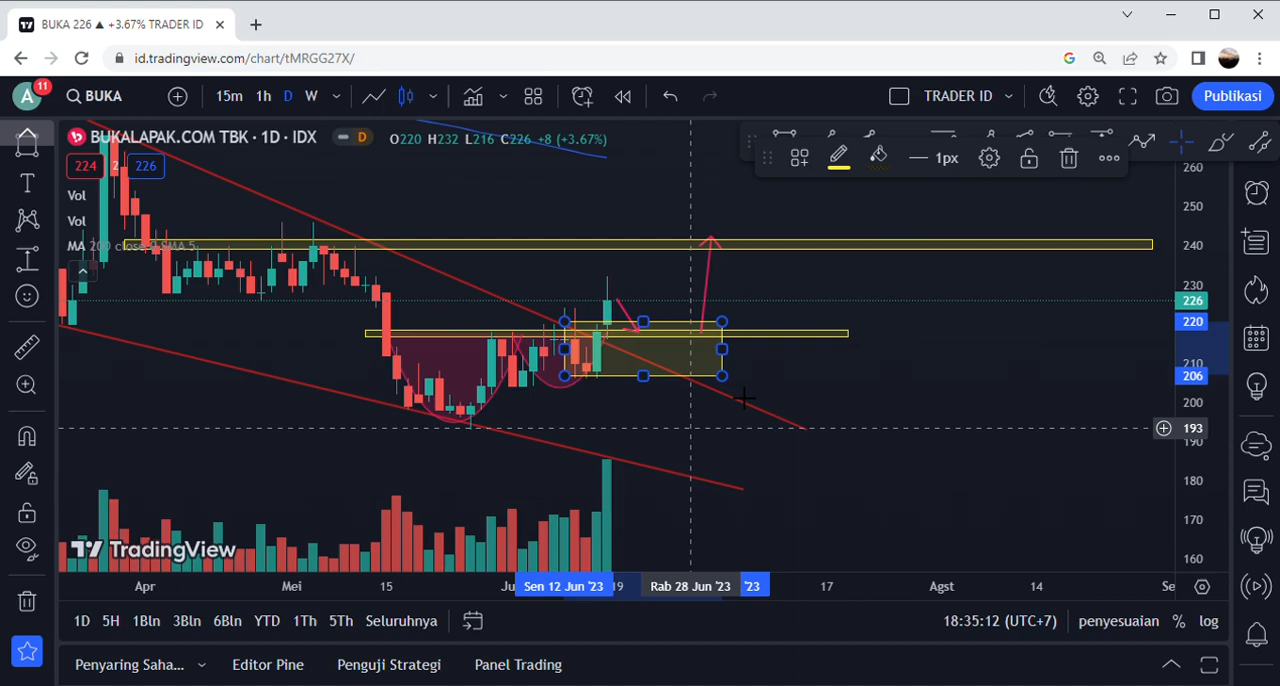 BUKA 226 ▲ +3.67% TRADER ID
id.tradingview.com/chart/tMRGG27X/
A 11 BUKA 15m 1h D W TRADER ID Publikasi
BUKALAPAK.COM TBK · 1D · IDX D O220 H232 L216 C226 +8 (+3.67%)
1px
224 2 226
Vol
Vol
MA 200 close 0 SMA 5
260
250
240
230
226
220
210
206
200
193
190
180
170
160
TradingView
Apr Mei 15 Ju Sen 12 Jun '23 19 Rab 28 Jun '23 '23 17 Agst 14 Se
1D 5H 1Bln 3Bln 6Bln YTD 1Th 5Th Seluruhnya 18:35:12 (UTC+7) penyesuaian % log
Penyaring Saha... Editor Pine Penguji Strategi Panel Trading